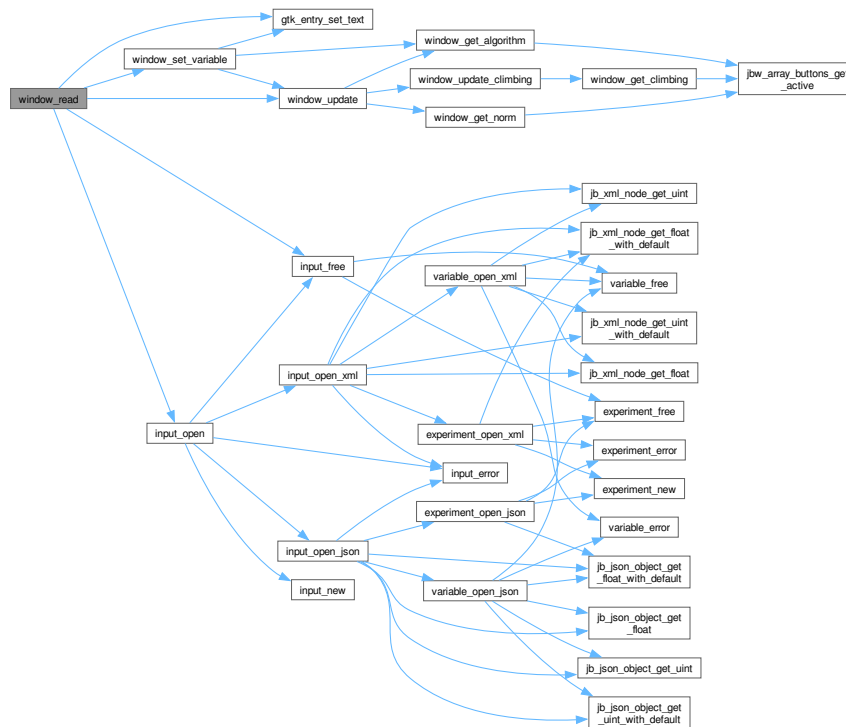 gtk_entry_set_text
window_get_algorithm
window_set_variable
window_update_climbing
window_get_climbing
jbw_array_buttons_get
_active
window_read
window_update
window_get_norm
jb_xml_node_get_uint
jb_xml_node_get_float
_with_default
input_free
variable_open_xml
variable_free
jb_xml_node_get_uint
_with_default
input_open_xml
jb_xml_node_get_float
experiment_free
input_open
experiment_open_xml
experiment_error
input_error
experiment_new
experiment_open_json
variable_error
input_open_json
jb_json_object_get
_float_with_default
input_new
variable_open_json
jb_json_object_get
_float
jb_json_object_get_uint
jb_json_object_get
_uint_with_default